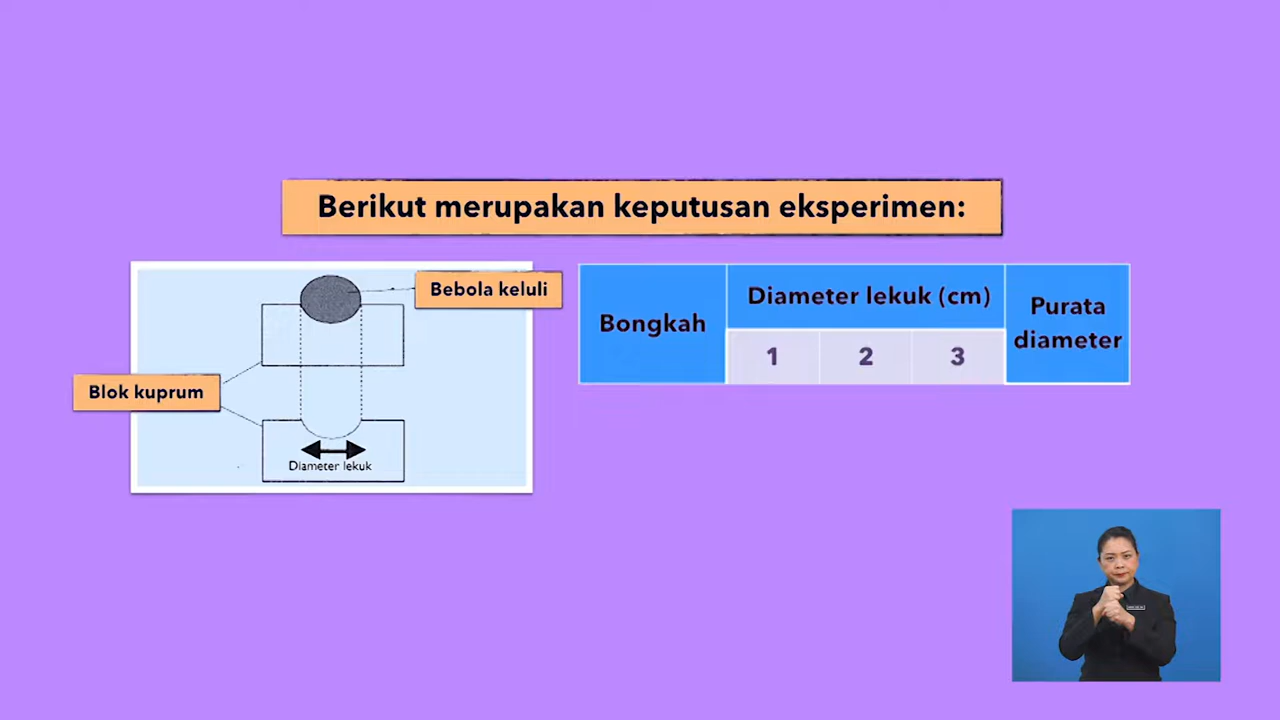 Berikut merupakan keputusan eksperimen:
Bebola keluli
Blok kuprum
Diameter lekuk
Bongkah
Diameter lekuk (cm)
1 2 3
Purata
diameter